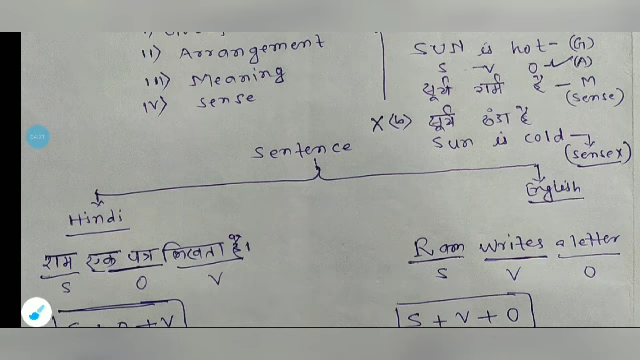 ii) Arrangement
iii) Meaning
iv) Sense
SUN is hot - (G)
S - V O ✓ (A)
सूर्य गर्म है - M
(Sense)
X (b) सूर्य ठंडा है
Sun is cold
(Sense X)
Sentence
Hindi
English
राम एक पत्र लिखता है।
S O V
Ram writes a letter
S V O
S + O + V
S + V + O